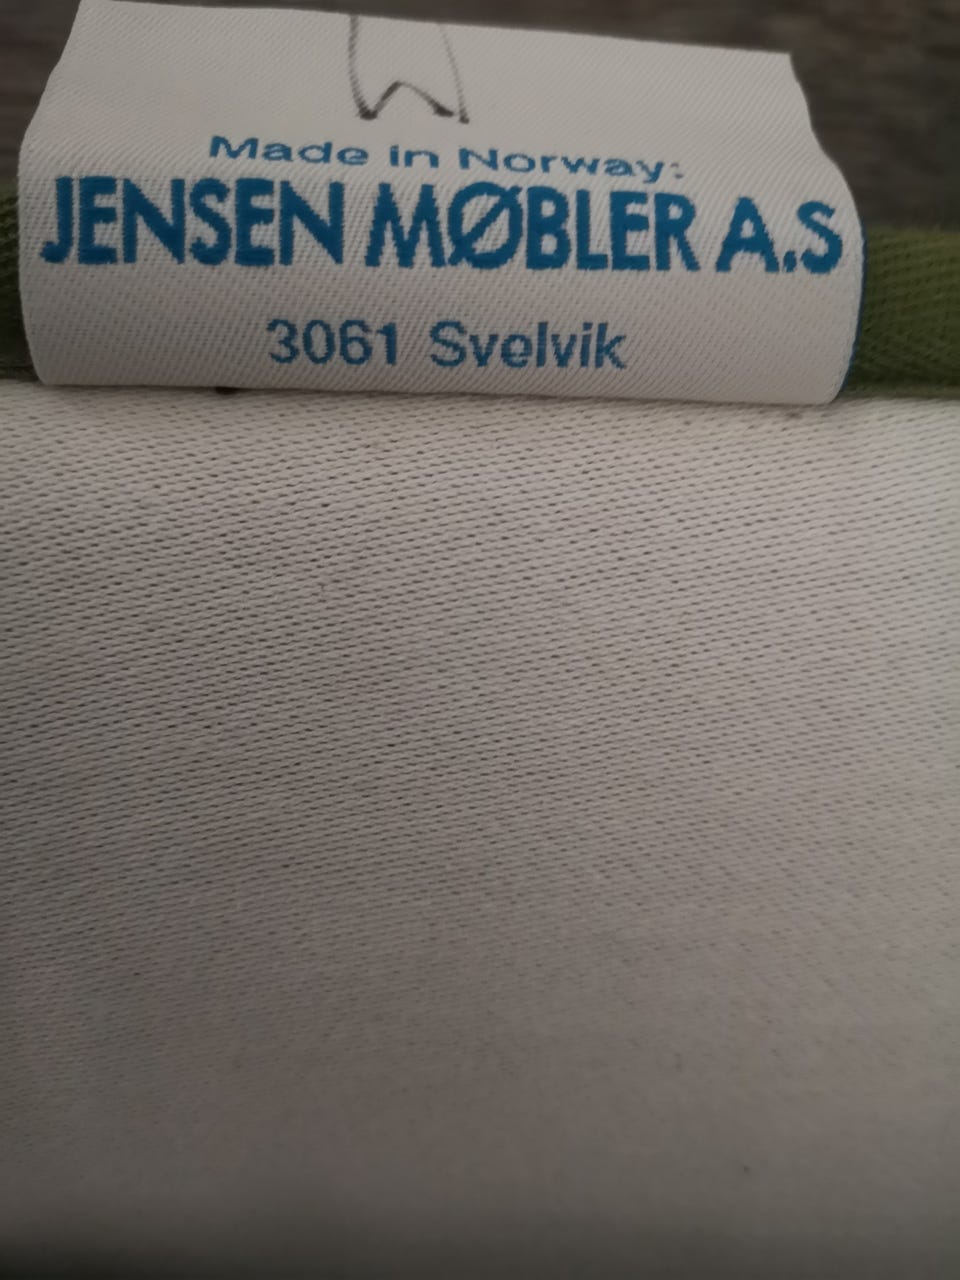 Made in Norway:
JENSEN MØBLER A.S
3061 Svelvik